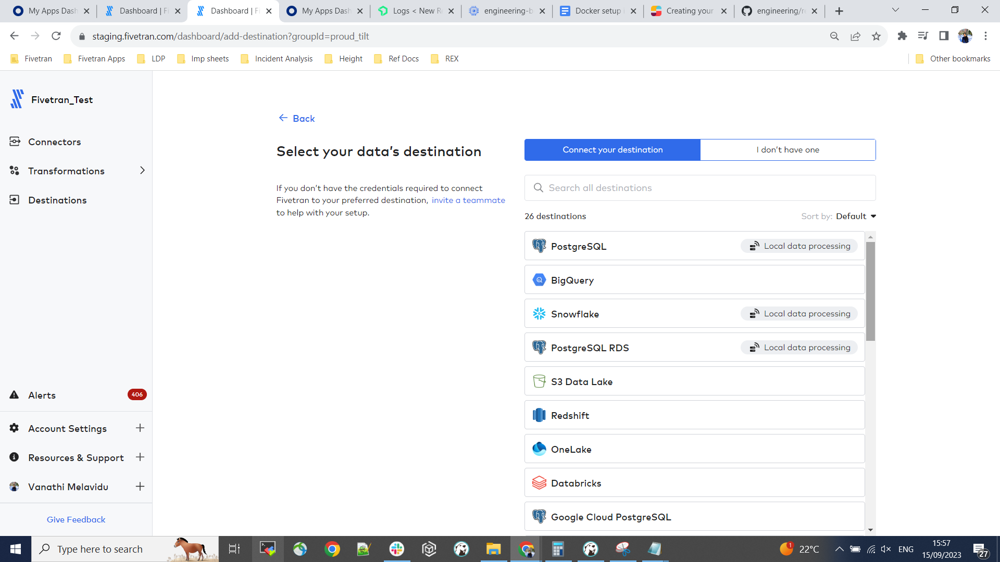 My Apps Dash
Dashboard | Fi
Dashboard | Fi
My Apps Dash
Logs < New Re
engineering-b
Docker setup i
Creating your
engineering/re
staging.fivetran.com/dashboard/add-destination?groupId=proud_tilt
Fivetran
Fivetran Apps
LDP
Imp sheets
Incident Analysis
Height
Ref Docs
REX
Other bookmarks
Fivetran_Test
Connectors
Transformations
Destinations
Alerts
406
Account Settings
Resources & Support
Vanathi Melavidu
Give Feedback
Back
Select your data’s destination
If you don’t have the credentials required to connect
Fivetran to your preferred destination, invite a teammate
to help with your setup.
Connect your destination
I don’t have one
Search all destinations
26 destinations
Sort by: Default
PostgreSQL
Local data processing
BigQuery
Snowflake
Local data processing
PostgreSQL RDS
Local data processing
S3 Data Lake
Redshift
OneLake
Databricks
Google Cloud PostgreSQL
Type here to search
1
22°C
ENG
15:57
15/09/2023
27